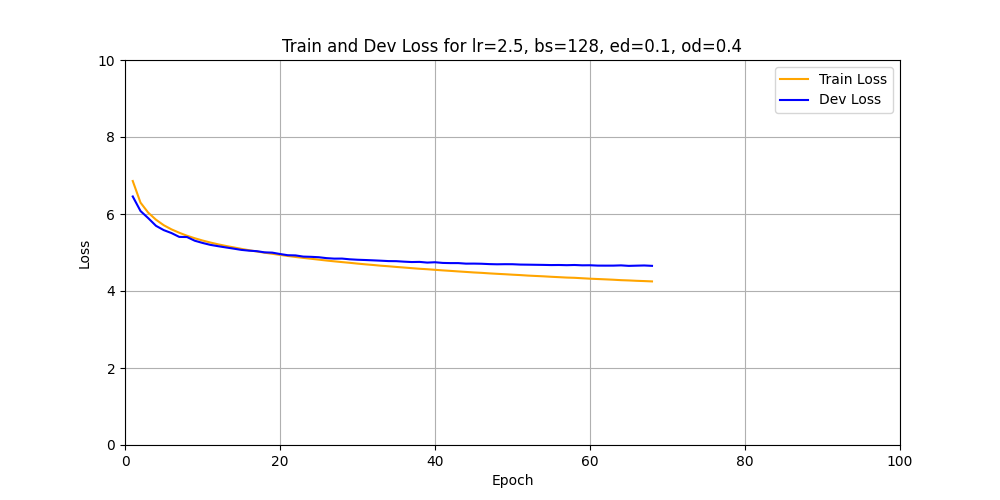 Train and Dev Loss for lr=2.5, bs=128, ed=0.1, od=0.4
Train Loss
Dev Loss
Loss
10
8
6
4
2
0
0 20 40 60 80 100
Epoch